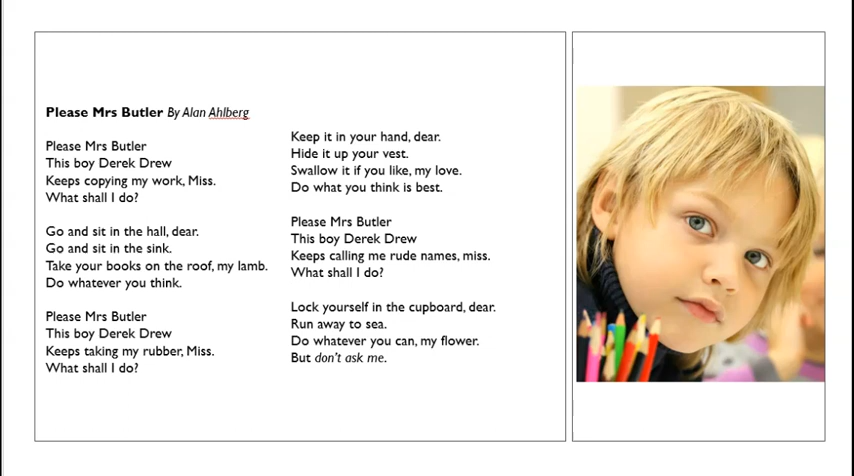 Please Mrs Butler By Alan Ahlberg
Please Mrs Butler
This boy Derek Drew
Keeps copying my work, Miss.
What shall I do?
Go and sit in the hall, dear.
Go and sit in the sink.
Take your books on the roof, my lamb.
Do whatever you think.
Please Mrs Butler
This boy Derek Drew
Keeps taking my rubber, Miss.
What shall I do?
Keep it in your hand, dear.
Hide it up your vest.
Swallow it if you like, my love.
Do what you think is best.
Please Mrs Butler
This boy Derek Drew
Keeps calling me rude names, miss.
What shall I do?
Lock yourself in the cupboard, dear.
Run away to sea.
Do whatever you can, my flower.
But don't ask me.